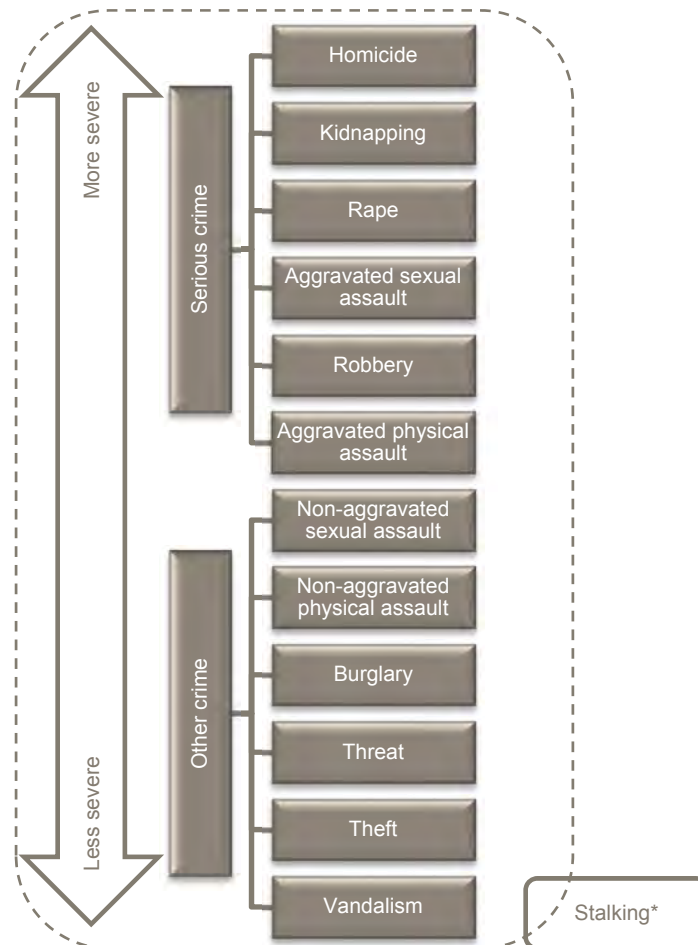 More severe
Less severe
Serious crime
Homicide
Kidnapping
Rape
Aggravated sexual
assault
Robbery
Aggravated physical
assault
Other crime
Non-aggravated
sexual assault
Non-aggravated
physical assault
Burglary
Threat
Theft
Vandalism
Stalking*